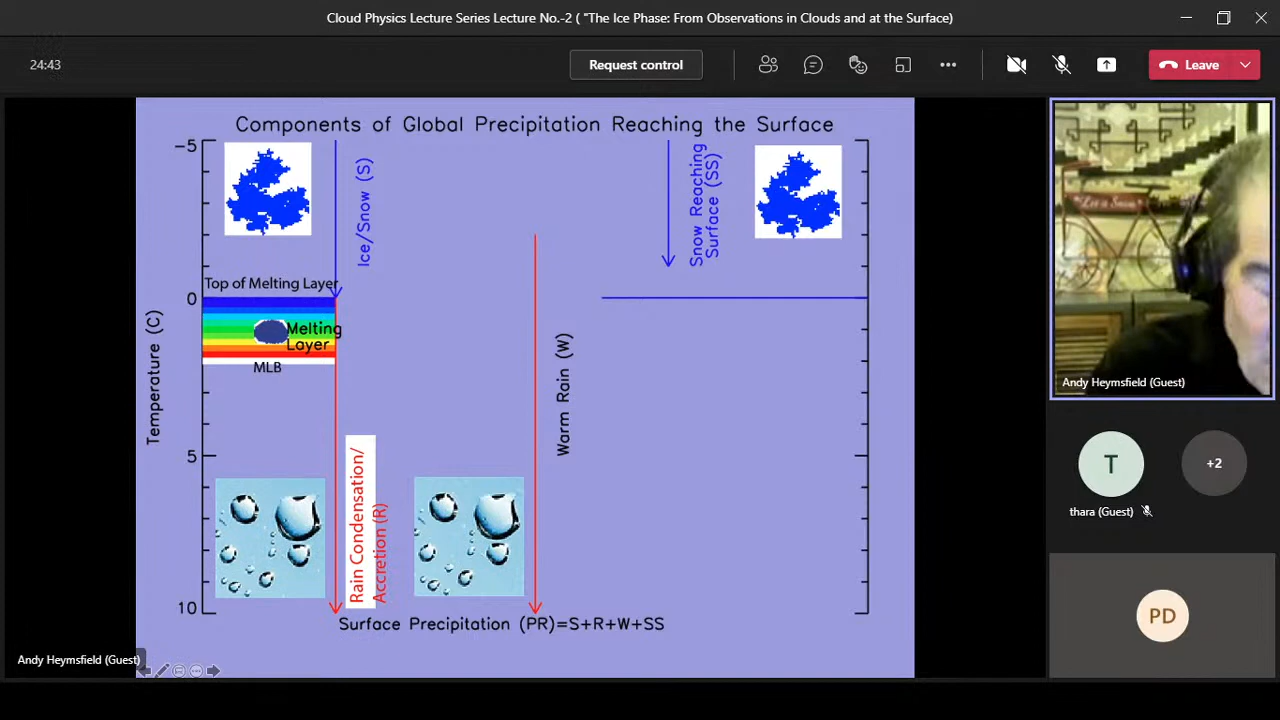 Cloud Physics Lecture Series Lecture No.-2 ( "The Ice Phase: From Observations in Clouds and at the Surface)
24:43
Request control
Leave
Components of Global Precipitation Reaching the Surface
-5
0
5
10
Temperature (C)
Ice/Snow (S)
Top of Melting Layer
Melting
Layer
MLB
Rain Condensation/
Accretion (R)
Warm Rain (W)
Snow Reaching
Surface (SS)
Surface Precipitation (PR)=S+R+W+SS
Andy Heymsfield (Guest)
Let it Snow
Andy Heymsfield (Guest)
T
+2
thara (Guest)
PD